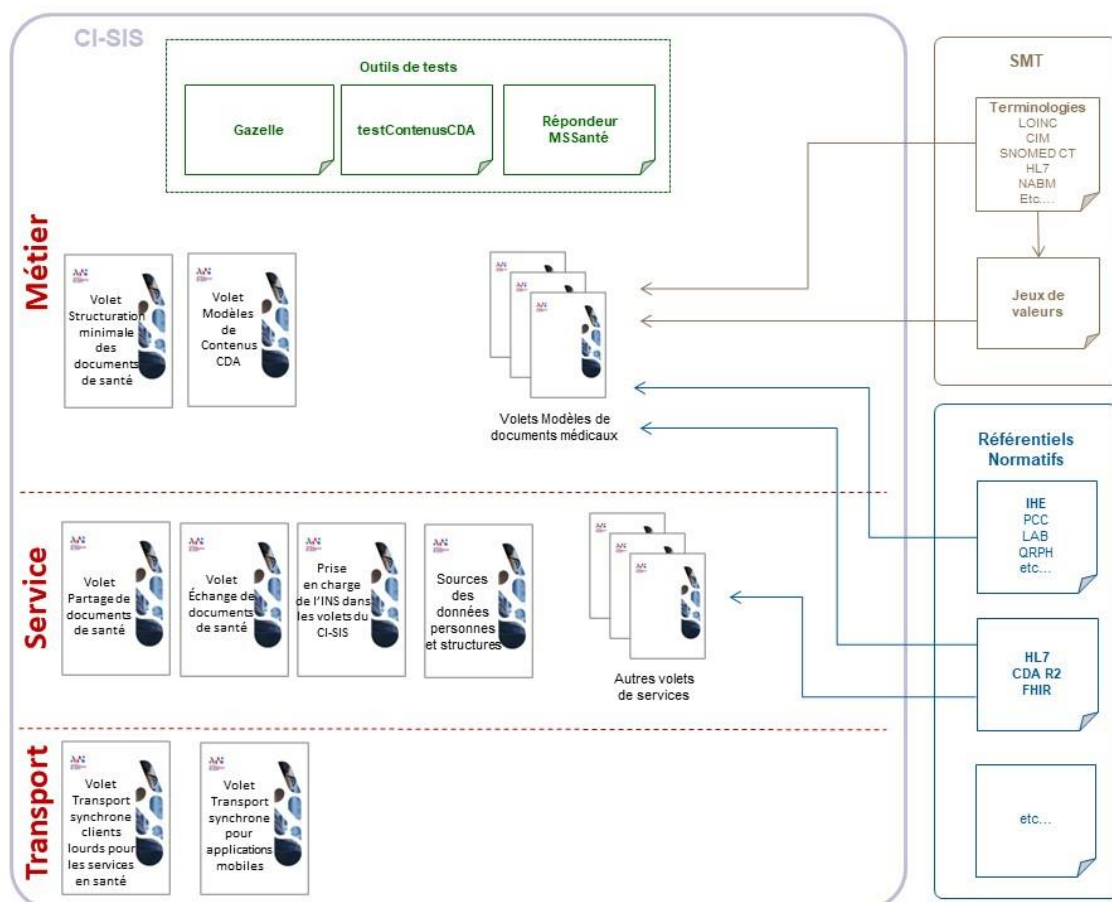 CI-SIS
Outils de tests
Gazelle
testContenusCDA
Répondeur
MSSanté
SMT
Terminologies
LOINC
CIM
SNOMED CT
HL7
NABM
Etc....
Jeux de
valeurs
Métier
Volet
Structuration
minimale
des
documents
de santé
Volet
Modèles
de
Contenus
CDA
Volets Modèles de
documents médicaux
Référentiels
Normatifs
IHE
PCC
LAB
QRPH
etc...
HL7
CDA R2
FHIR
etc...
Service
Volet
Partage de
documents
de santé
Volet
Échange de
documents
de santé
Prise
en charge
de l’INS dans
les volets du
CI-SIS
Sources
des
données
personnes
et structures
Autres volets
de services
Transport
Volet
Transport
synchrone
clients
lourds pour
les services
en santé
Volet
Transport
synchrone
pour
applications
mobiles